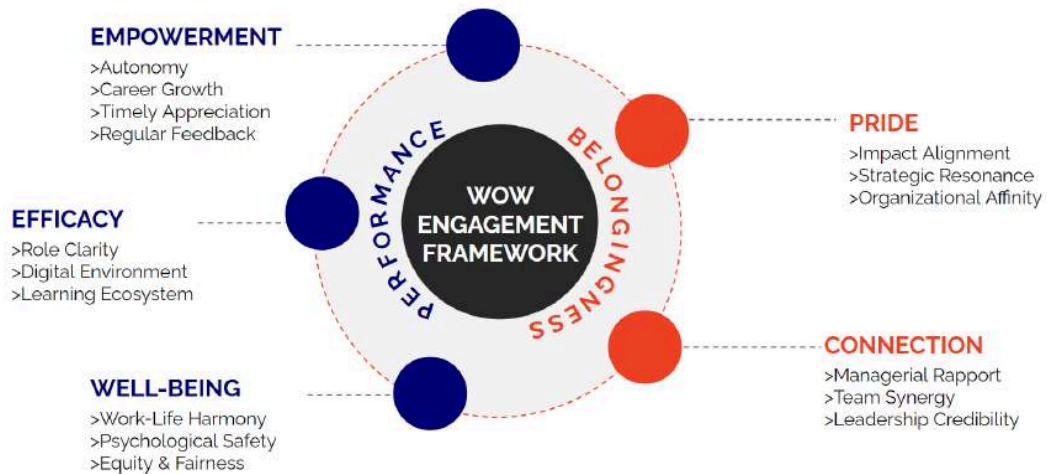 EMPOWERMENT
>Autonomy
>Career Growth
>Timely Appreciation
>Regular Feedback
EFFICACY
>Role Clarity
>Digital Environment
>Learning Ecosystem
WELL-BEING
>Work-Life Harmony
>Psychological Safety
>Equity & Fairness
PERFORMANCE
WOW
ENGAGEMENT
FRAMEWORK
BELONGINGNESS
PRIDE
>Impact Alignment
>Strategic Resonance
>Organizational Affinity
CONNECTION
>Managerial Rapport
>Team Synergy
>Leadership Credibility